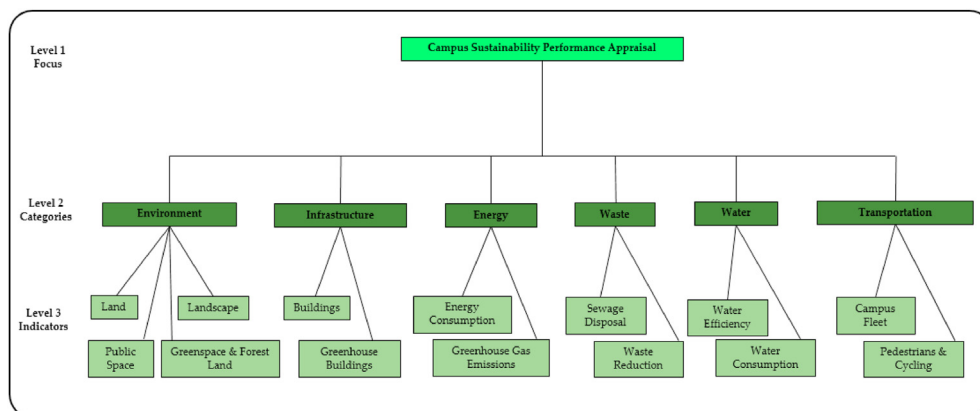 Level 1
Focus
Campus Sustainability Performance Appraisal
Level 2
Categories
Environment
Infrastructure
Energy
Waste
Water
Transportation
Level 3
Indicators
Land
Landscape
Public
Space
Greenspace & Forest
Land
Buildings
Greenhouse
Buildings
Energy
Consumption
Greenhouse Gas
Emissions
Sewage
Disposal
Waste
Reduction
Water
Efficiency
Water
Consumption
Campus
Fleet
Pedestrians &
Cycling